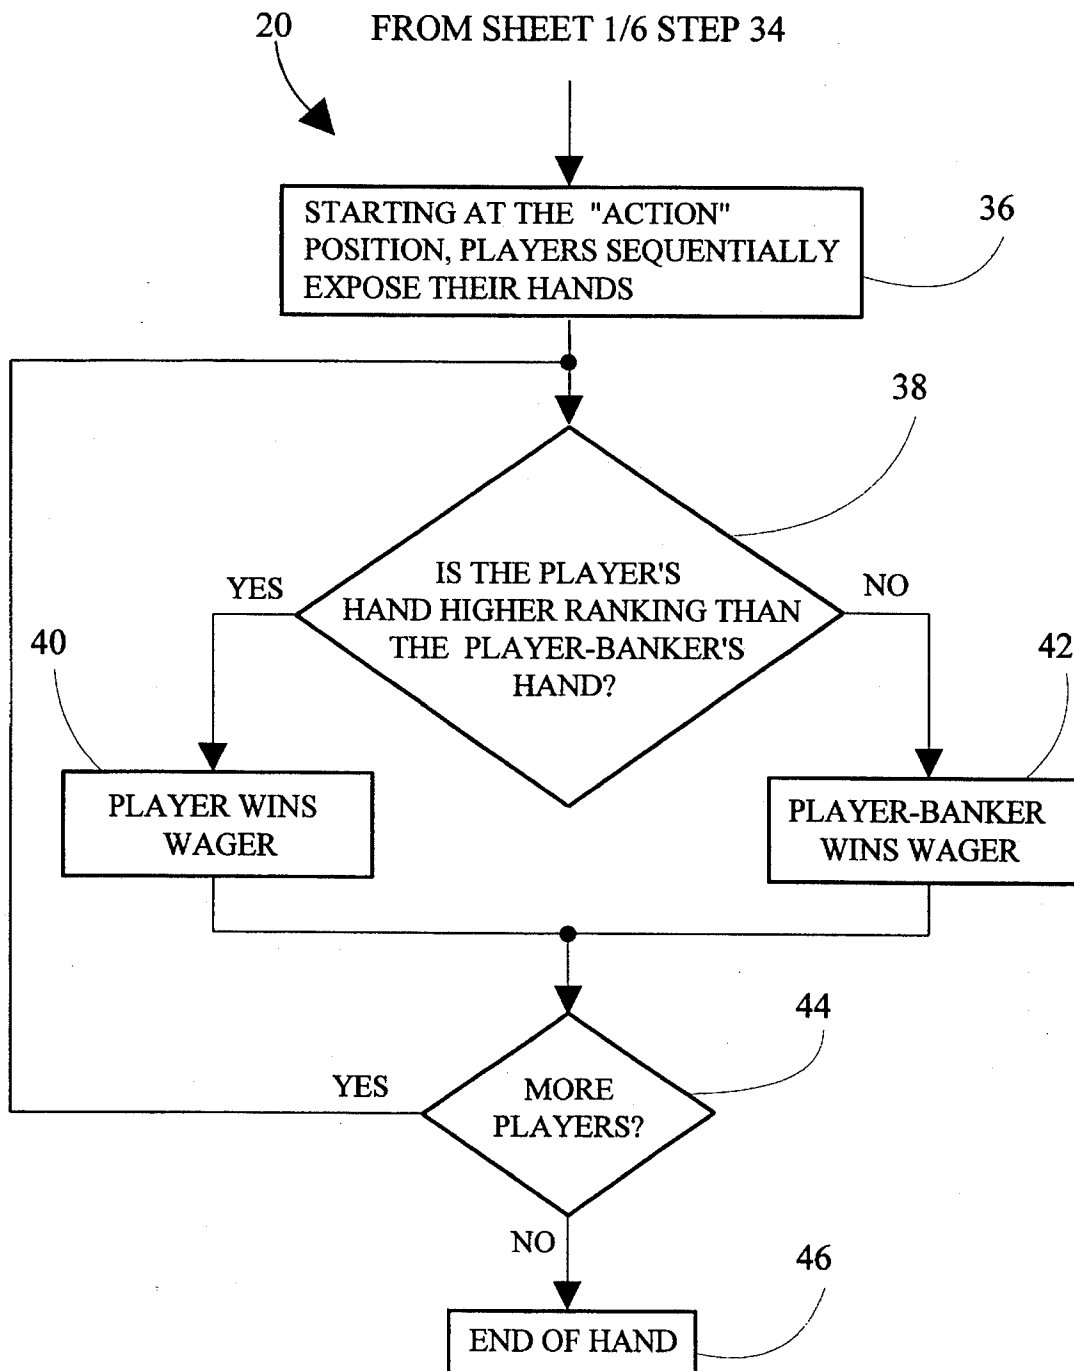 20
FROM SHEET 1/6 STEP 34
STARTING AT THE "ACTION"
POSITION, PLAYERS SEQUENTIALLY
EXPOSE THEIR HANDS
36
38
IS THE PLAYER'S
HAND HIGHER RANKING THAN
THE PLAYER-BANKER'S
HAND?
YES
NO
40
42
PLAYER WINS
WAGER
PLAYER-BANKER
WINS WAGER
44
MORE
PLAYERS?
YES
NO
46
END OF HAND